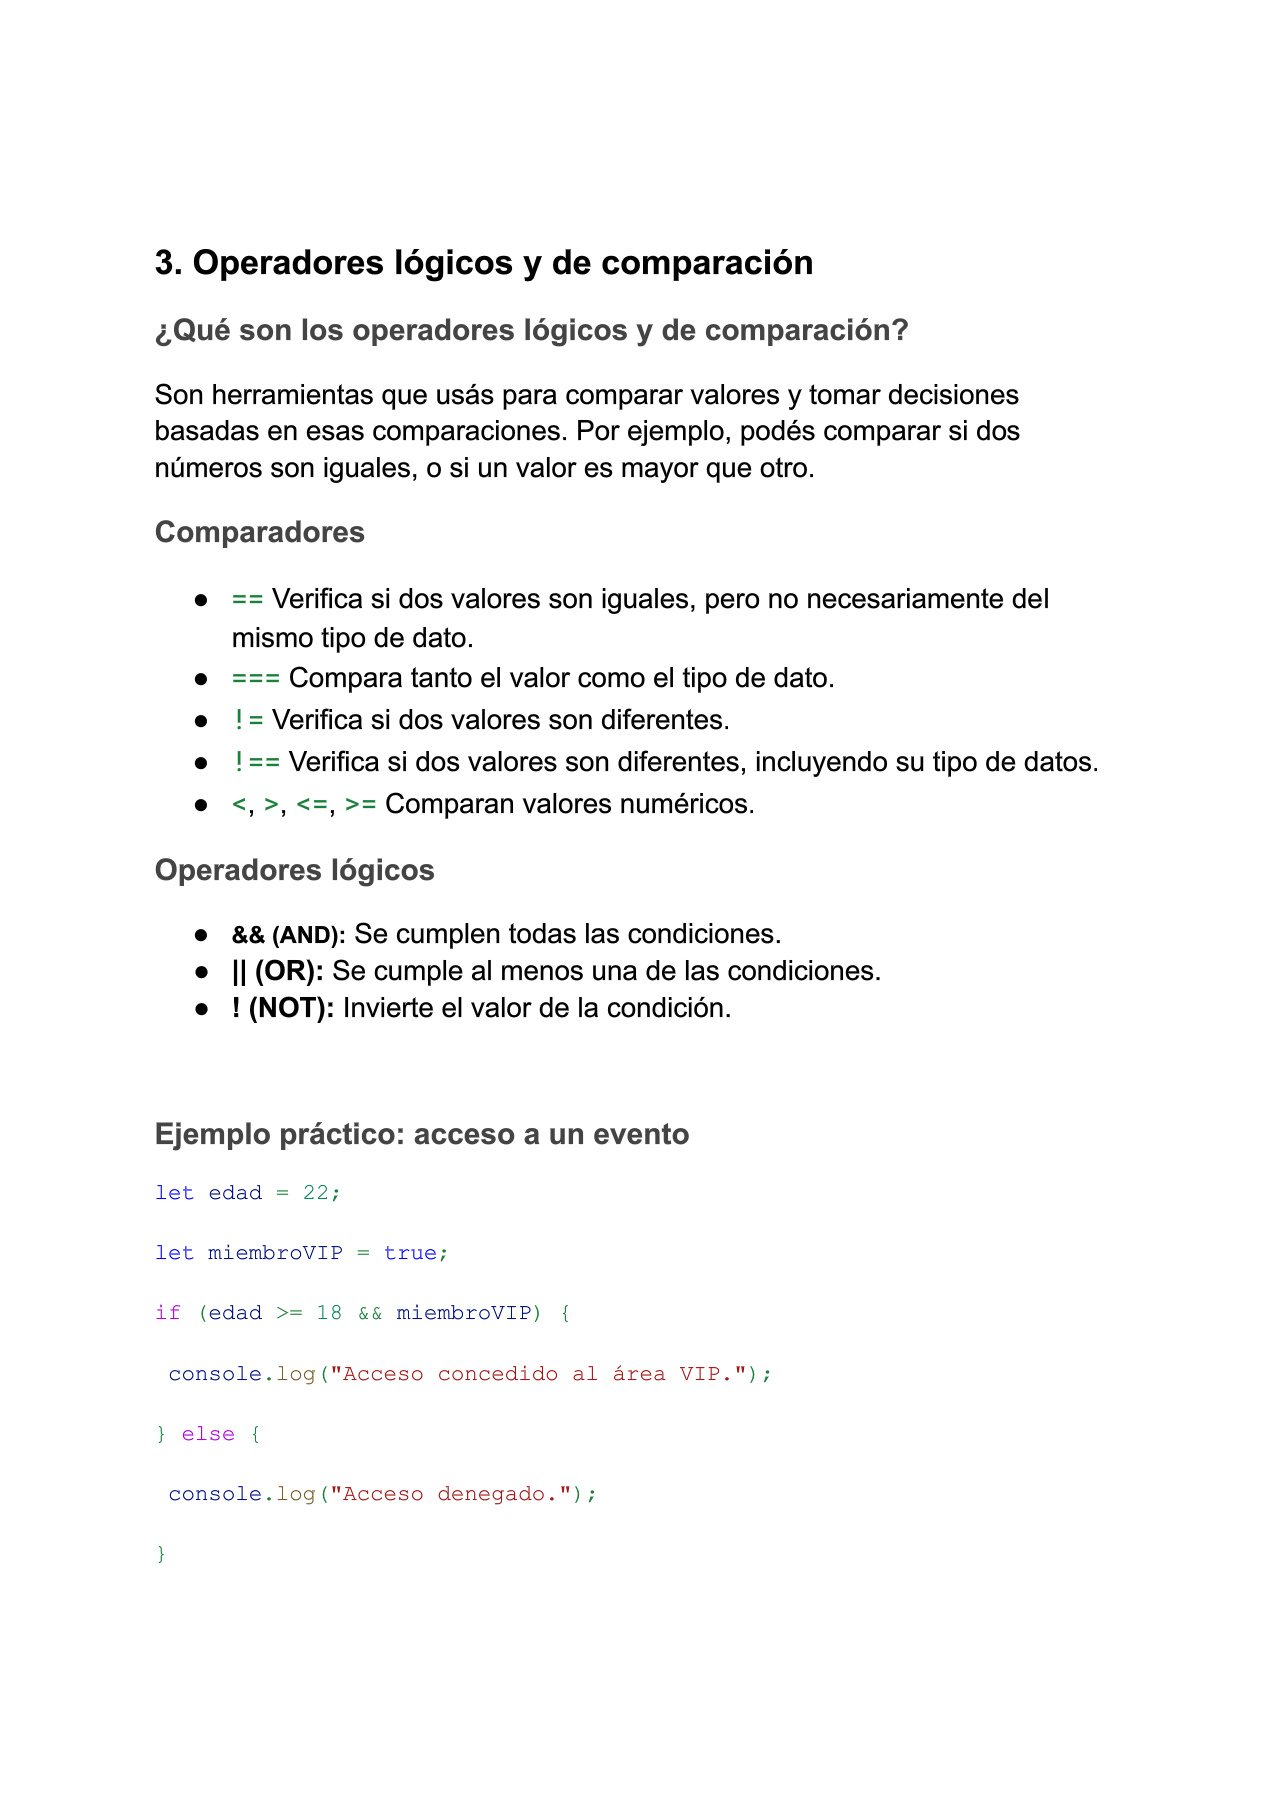 3. Operadores lógicos y de comparación
¿Qué son los operadores lógicos y de comparación?
Son herramientas que usás para comparar valores y tomar decisiones
basadas en esas comparaciones. Por ejemplo, podés comparar si dos
números son iguales, o si un valor es mayor que otro.
Comparadores
● == Verifica si dos valores son iguales, pero no necesariamente del
mismo tipo de dato.
● === Compara tanto el valor como el tipo de dato.
● != Verifica si dos valores son diferentes.
● !== Verifica si dos valores son diferentes, incluyendo su tipo de datos.
● <, >, <=, >= Comparan valores numéricos.
Operadores lógicos
● && (AND): Se cumplen todas las condiciones.
● || (OR): Se cumple al menos una de las condiciones.
● ! (NOT): Invierte el valor de la condición.
Ejemplo práctico: acceso a un evento
let edad = 22;
let miembroVIP = true;
if (edad >= 18 && miembroVIP) {
 console.log("Acceso concedido al área VIP.");
} else {
 console.log("Acceso denegado.");
}